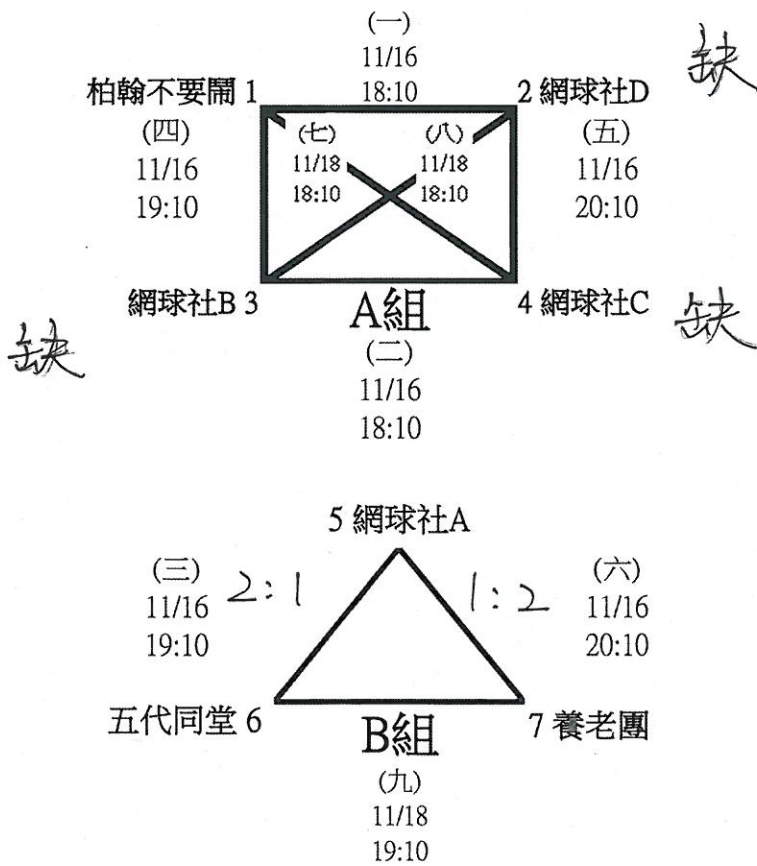 (一)
11/16
18:10
缺
柏翰不要鬧 1
2 網球社D
(四)
11/16
19:10
(七)
11/18
18:10
(八)
11/18
18:10
(五)
11/16
20:10
網球社B 3
A組
4 網球社C
缺
缺
(二)
11/16
18:10
5 網球社A
(三)
11/16
19:10
2:1
1:2
(六)
11/16
20:10
五代同堂 6
B組
7 養老團
(九)
11/18
19:10